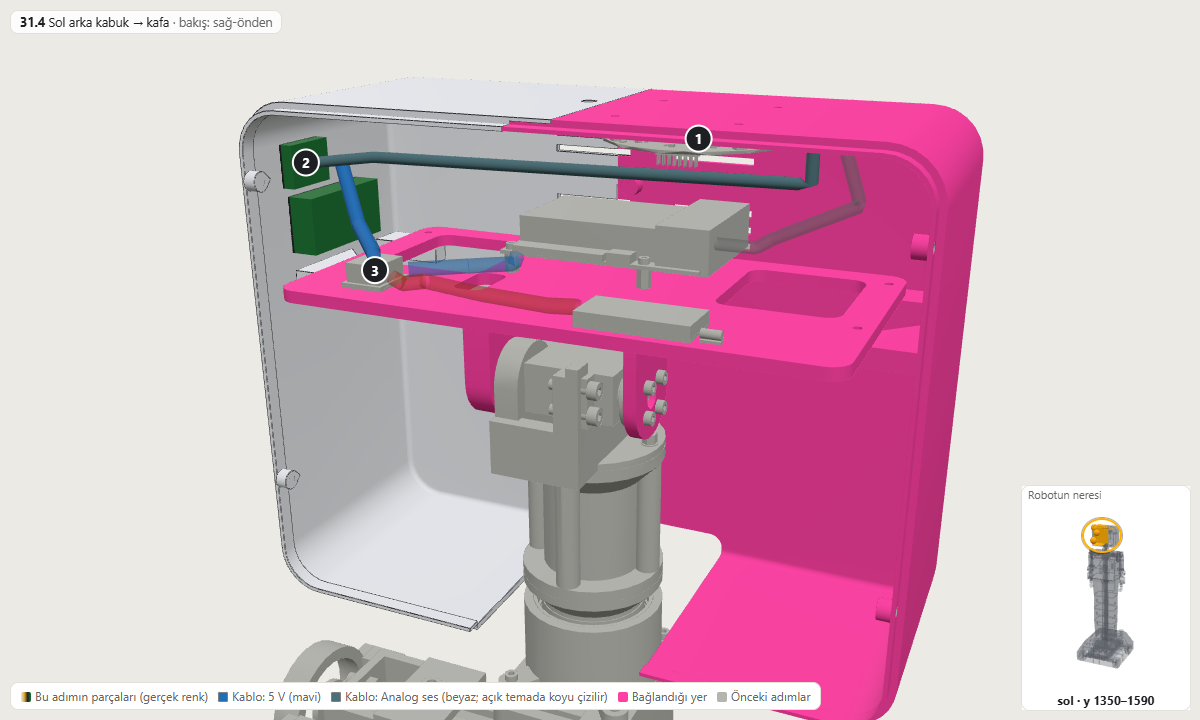 31.4 Sol arka kabuk → kafa · bakış: sağ-önden
1
2
3
Robotun neresi
sol · y 1350–1590
Bu adımın parçaları (gerçek renk)
Kablo: 5 V (mavi)
Kablo: Analog ses (beyaz; açık temada koyu çizilir)
Bağlandığı yer
Önceki adımlar